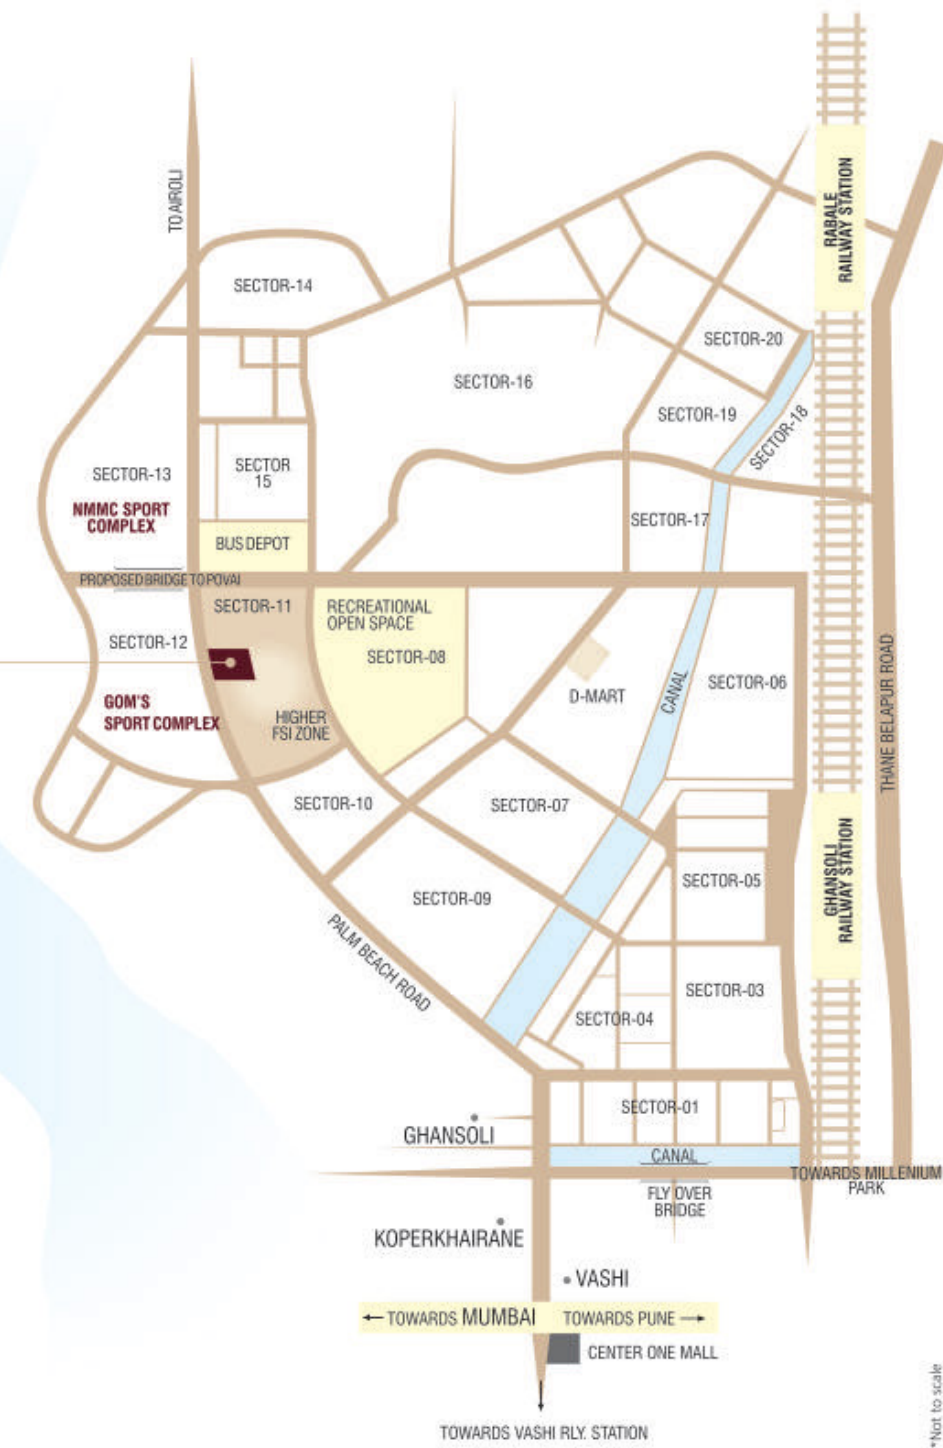 TO AIROLI
RABALE
RAILWAY STATION
SECTOR-14
SECTOR-20
SECTOR-16
SECTOR-19
SECTOR-18
SECTOR-13
SECTOR
15
NMMC SPORT
COMPLEX
SECTOR-17
BUS DEPOT
PROPOSED BRIDGE TO POVAI
SECTOR-11
RECREATIONAL
OPEN SPACE
SECTOR-12
SECTOR-08
CANAL
SECTOR-06
D-MART
THANE BELAPUR ROAD
GOM'S
SPORT COMPLEX
HIGHER
FSI ZONE
SECTOR-10
SECTOR-07
GHANSOLI
RAILWAY STATION
SECTOR-05
SECTOR-09
PALM BEACH ROAD
SECTOR-03
SECTOR-04
SECTOR-01
GHANSOLI
CANAL
TOWARDS MILLENIUM
PARK
FLY OVER
BRIDGE
KOPERKHAIRANE
VASHI
TOWARDS MUMBAI
TOWARDS PUNE
CENTER ONE MALL
*Not to scale
TOWARDS VASHI RLY. STATION